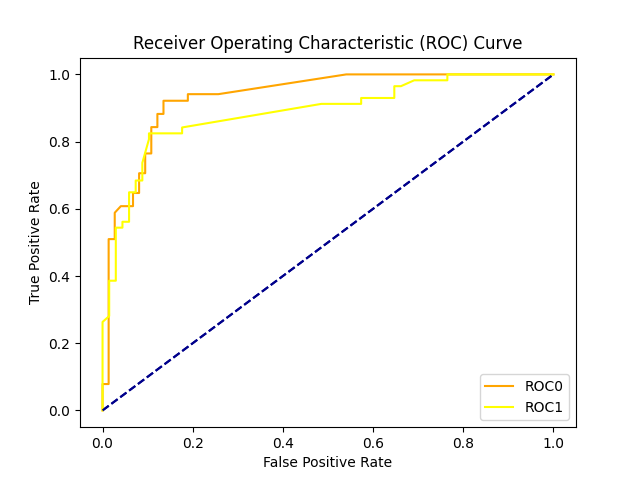 Receiver Operating Characteristic (ROC) Curve
True Positive Rate
1.0
0.8
0.6
0.4
0.2
0.0
0.0 0.2 0.4 0.6 0.8 1.0
False Positive Rate
ROC0
ROC1